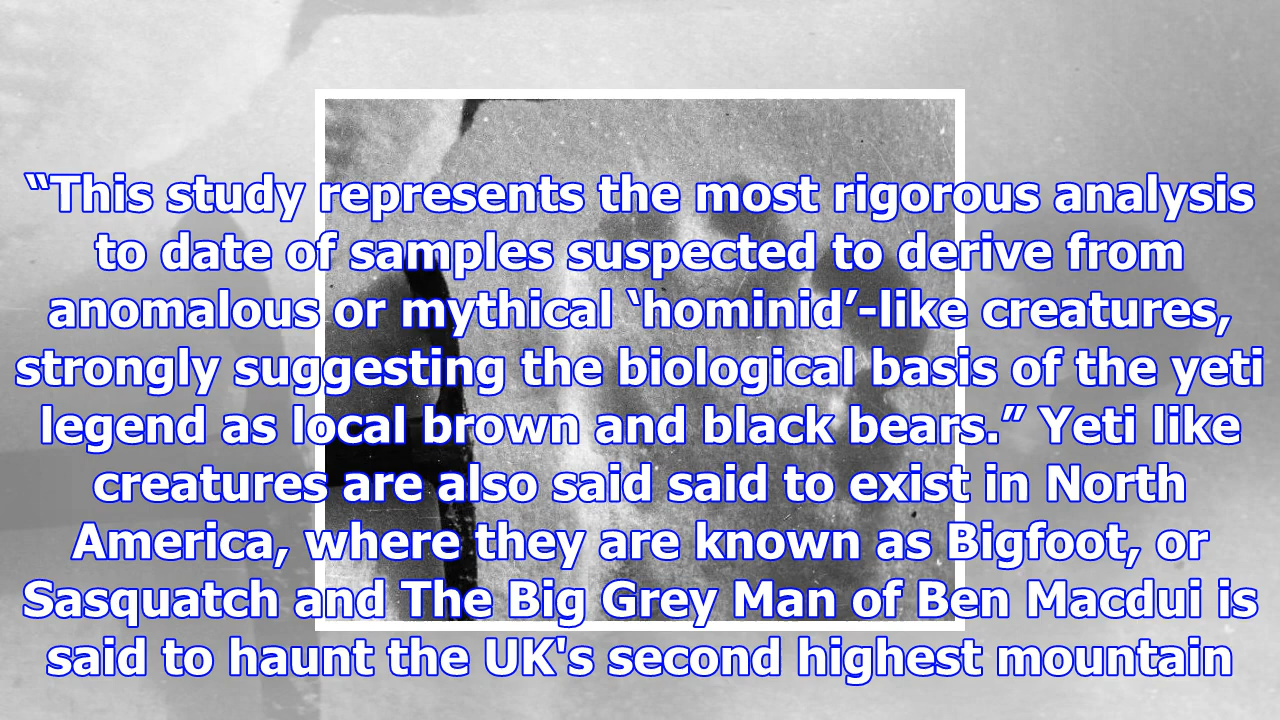 “This study represents the most rigorous analysis
to date of samples suspected to derive from
anomalous or mythical ‘hominid’-like creatures,
strongly suggesting the biological basis of the yeti
legend as local brown and black bears.” Yeti like
creatures are also said said to exist in North
America, where they are known as Bigfoot, or
Sasquatch and The Big Grey Man of Ben Macdui is
said to haunt the UK's second highest mountain